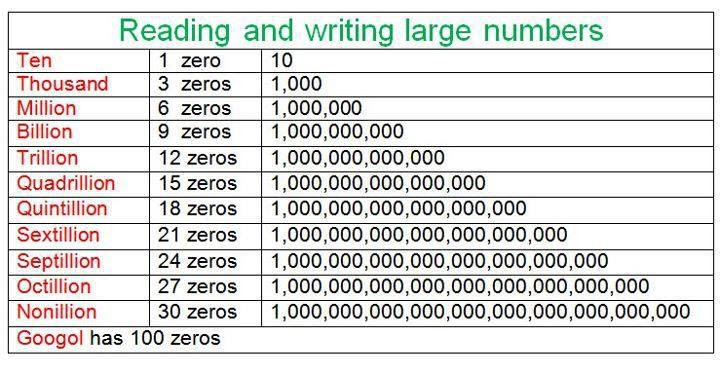 Reading and writing large numbers
Ten 1 zero 10
Thousand 3 zeros 1,000
Million 6 zeros 1,000,000
Billion 9 zeros 1,000,000,000
Trillion 12 zeros 1,000,000,000,000
Quadrillion 15 zeros 1,000,000,000,000,000
Quintillion 18 zeros 1,000,000,000,000,000,000
Sextillion 21 zeros 1,000,000,000,000,000,000,000
Septillion 24 zeros 1,000,000,000,000,000,000,000,000
Octillion 27 zeros 1,000,000,000,000,000,000,000,000,000
Nonillion 30 zeros 1,000,000,000,000,000,000,000,000,000,000
Googol has 100 zeros